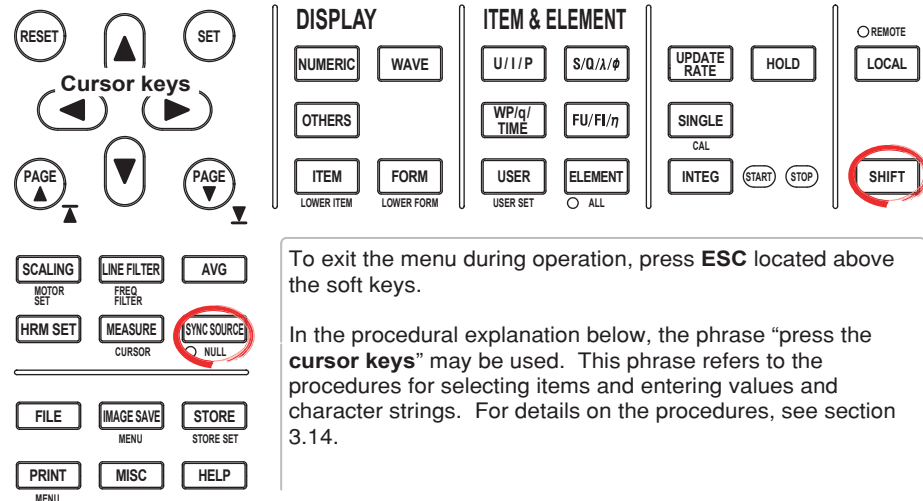 RESET
SET
Cursor keys
PAGE
PAGE
DISPLAY
NUMERIC
WAVE
OTHERS
ITEM
FORM
LOWER ITEM
LOWER FORM
ITEM & ELEMENT
U / I / P
S/Q/λ/ϕ
WP/q/
TIME
FU/FI/η
USER
ELEMENT
USER SET
ALL
UPDATE
RATE
HOLD
SINGLE
CAL
INTEG
START
STOP
REMOTE
LOCAL
SHIFT
SCALING
LINE FILTER
AVG
MOTOR
SET
FREQ
FILTER
HRM SET
MEASURE
SYNC SOURCE
CURSOR
NULL
FILE
IMAGE SAVE
STORE
MENU
STORE SET
PRINT
MISC
HELP
MENU
To exit the menu during operation, press ESC located above
the soft keys.
In the procedural explanation below, the phrase “press the
cursor keys” may be used. This phrase refers to the
procedures for selecting items and entering values and
character strings. For details on the procedures, see section
3.14.